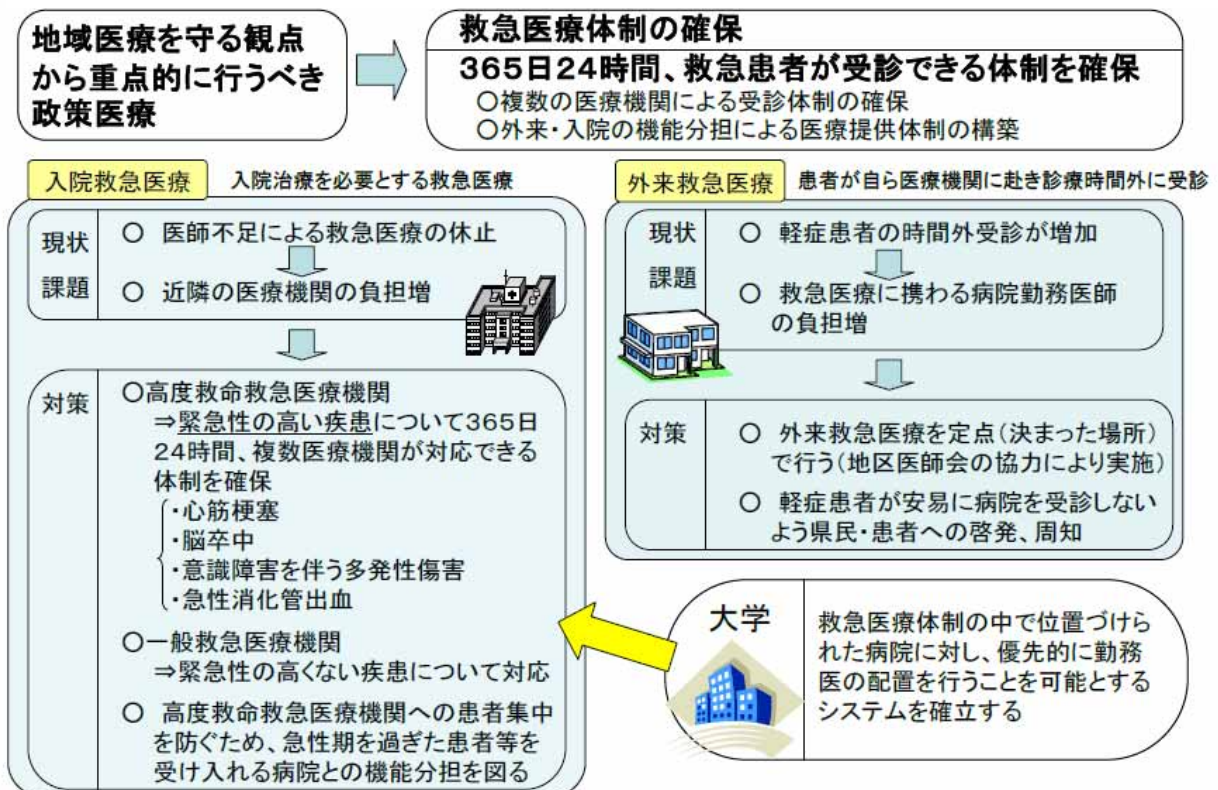 地域医療を守る観点
から重点的に行うべき
政策医療
救急医療体制の確保
365日24時間、救急患者が受診できる体制を確保
○複数の医療機関による受診体制の確保
○外来・入院の機能分担による医療提供体制の構築
入院救急医療
入院治療を必要とする救急医療
現状
課題
○ 医師不足による救急医療の休止
○ 近隣の医療機関の負担増
対策
○高度救命救急医療機関
⇒緊急性の高い疾患について365日
24時間、複数医療機関が対応できる
体制を確保
・心筋梗塞
・脳卒中
・意識障害を伴う多発性傷害
・急性消化管出血
○一般救急医療機関
⇒緊急性の高くない疾患について対応
○ 高度救命救急医療機関への患者集中
を防ぐため、急性期を過ぎた患者等を
受け入れる病院との機能分担を図る
外来救急医療
患者が自ら医療機関に赴き診療時間外に受診
現状
課題
○ 軽症患者の時間外受診が増加
○ 救急医療に携わる病院勤務医師
の負担増
対策
○ 外来救急医療を定点(決まった場所)
で行う(地区医師会の協力により実施)
○ 軽症患者が安易に病院を受診しない
よう県民・患者への啓発、周知
大学
救急医療体制の中で位置づけら
れた病院に対し、優先的に勤務
医の配置を行うことを可能とする
システムを確立する